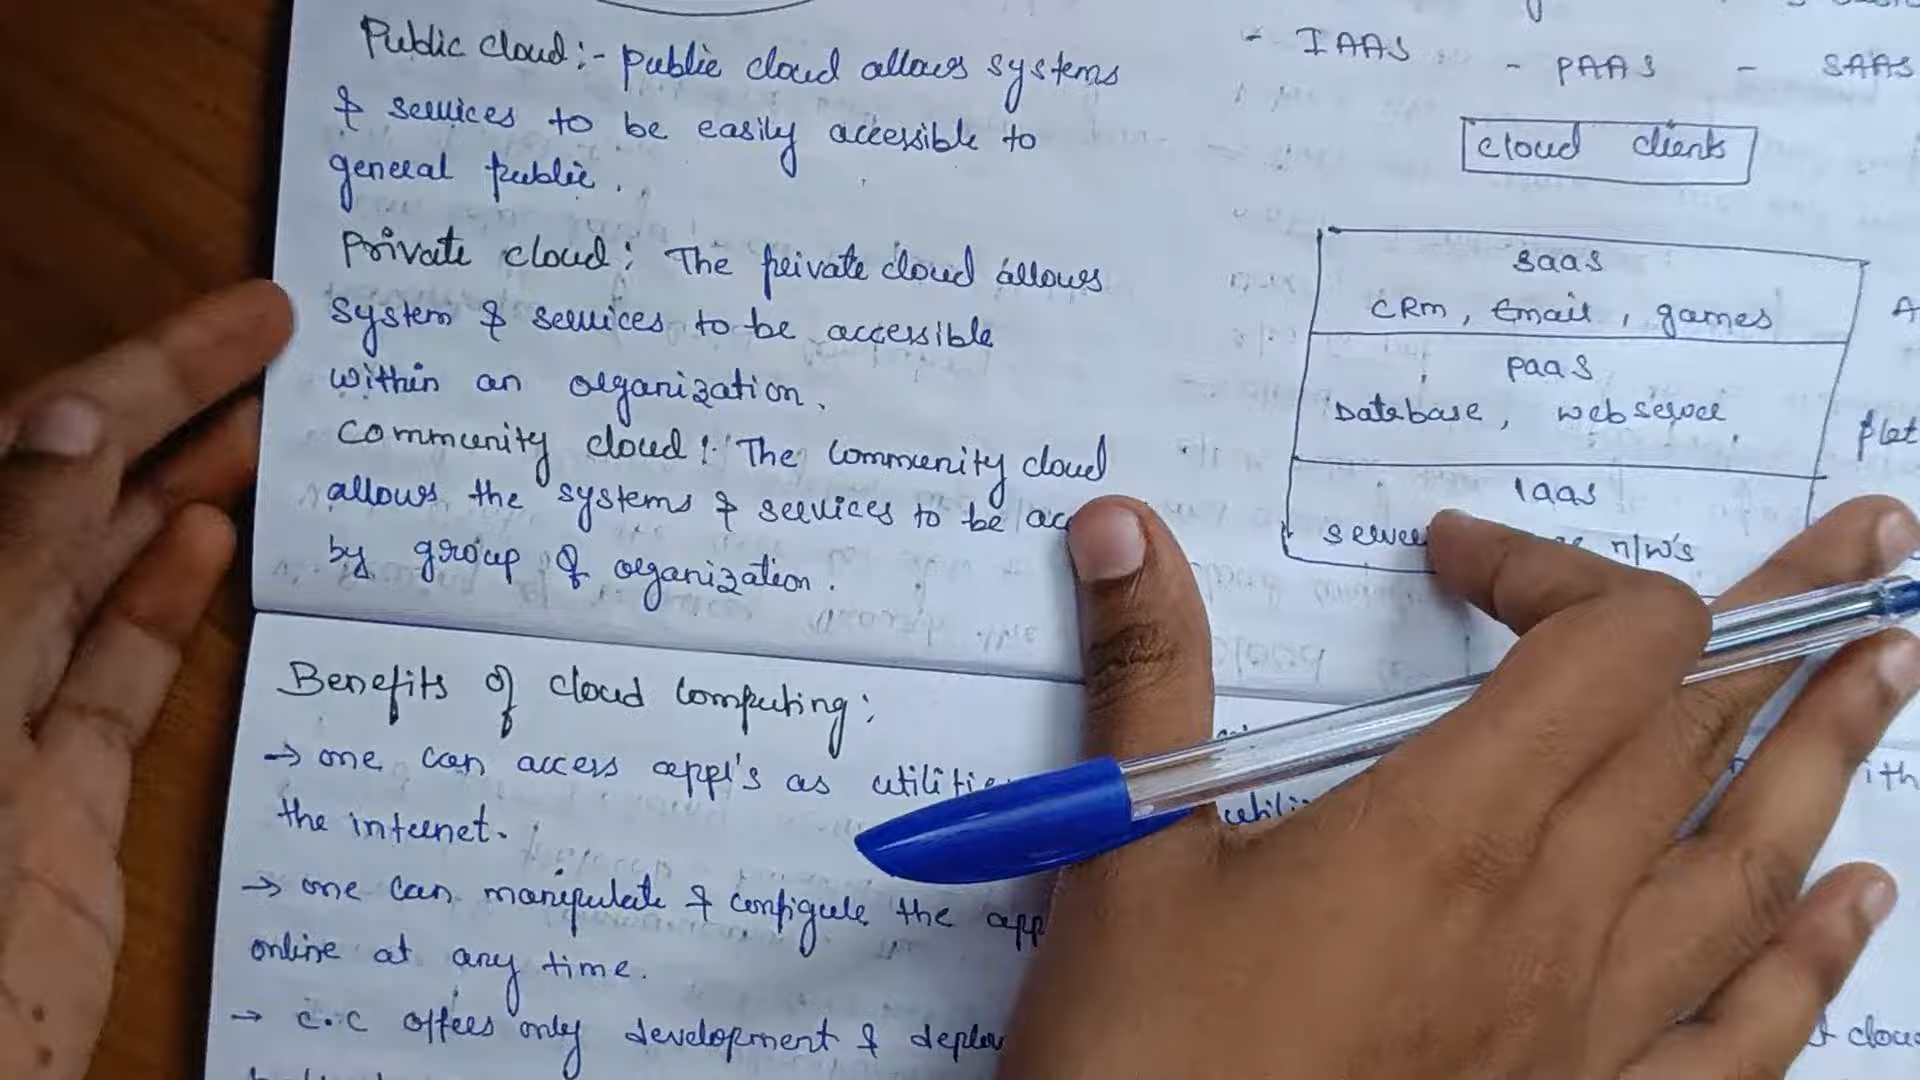 Public cloud :- public cloud allows systems
& services to be easily accessible to
general public.
Private cloud : The private cloud allows
system & services to be accessible
within an organization.
Community cloud : The community cloud
allows the systems & services to be
by group of organization.
Benefits of cloud computing :
→ one can access appl's as
the internet.
→ one can manipulate & configure the
online at any time.
→ c.c offers only development &
- IAAS - PAAS - SAAS
cloud clients
saas
CRM, Email, games
paas
Database, webserver
Iaas
n/w's